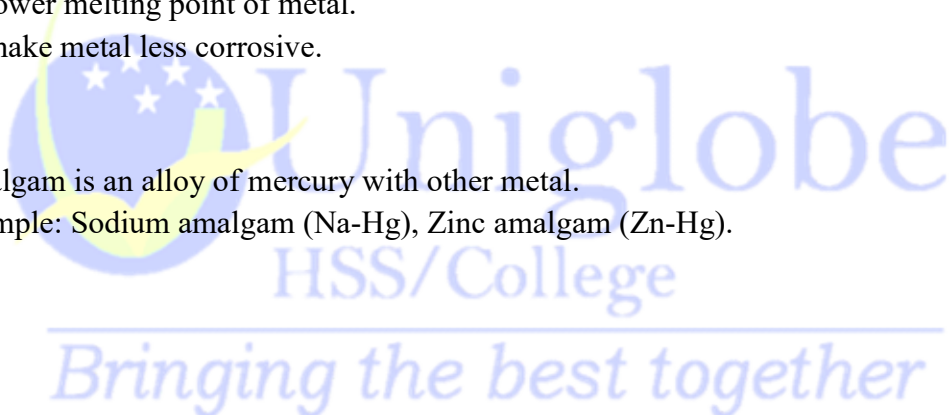 ower melting point of metal.
make metal less corrosive.
Uniglobe
lgam is an alloy of mercury with other metal.
mple: Sodium amalgam (Na-Hg), Zinc amalgam (Zn-Hg).
HSS/College
Bringing the best together